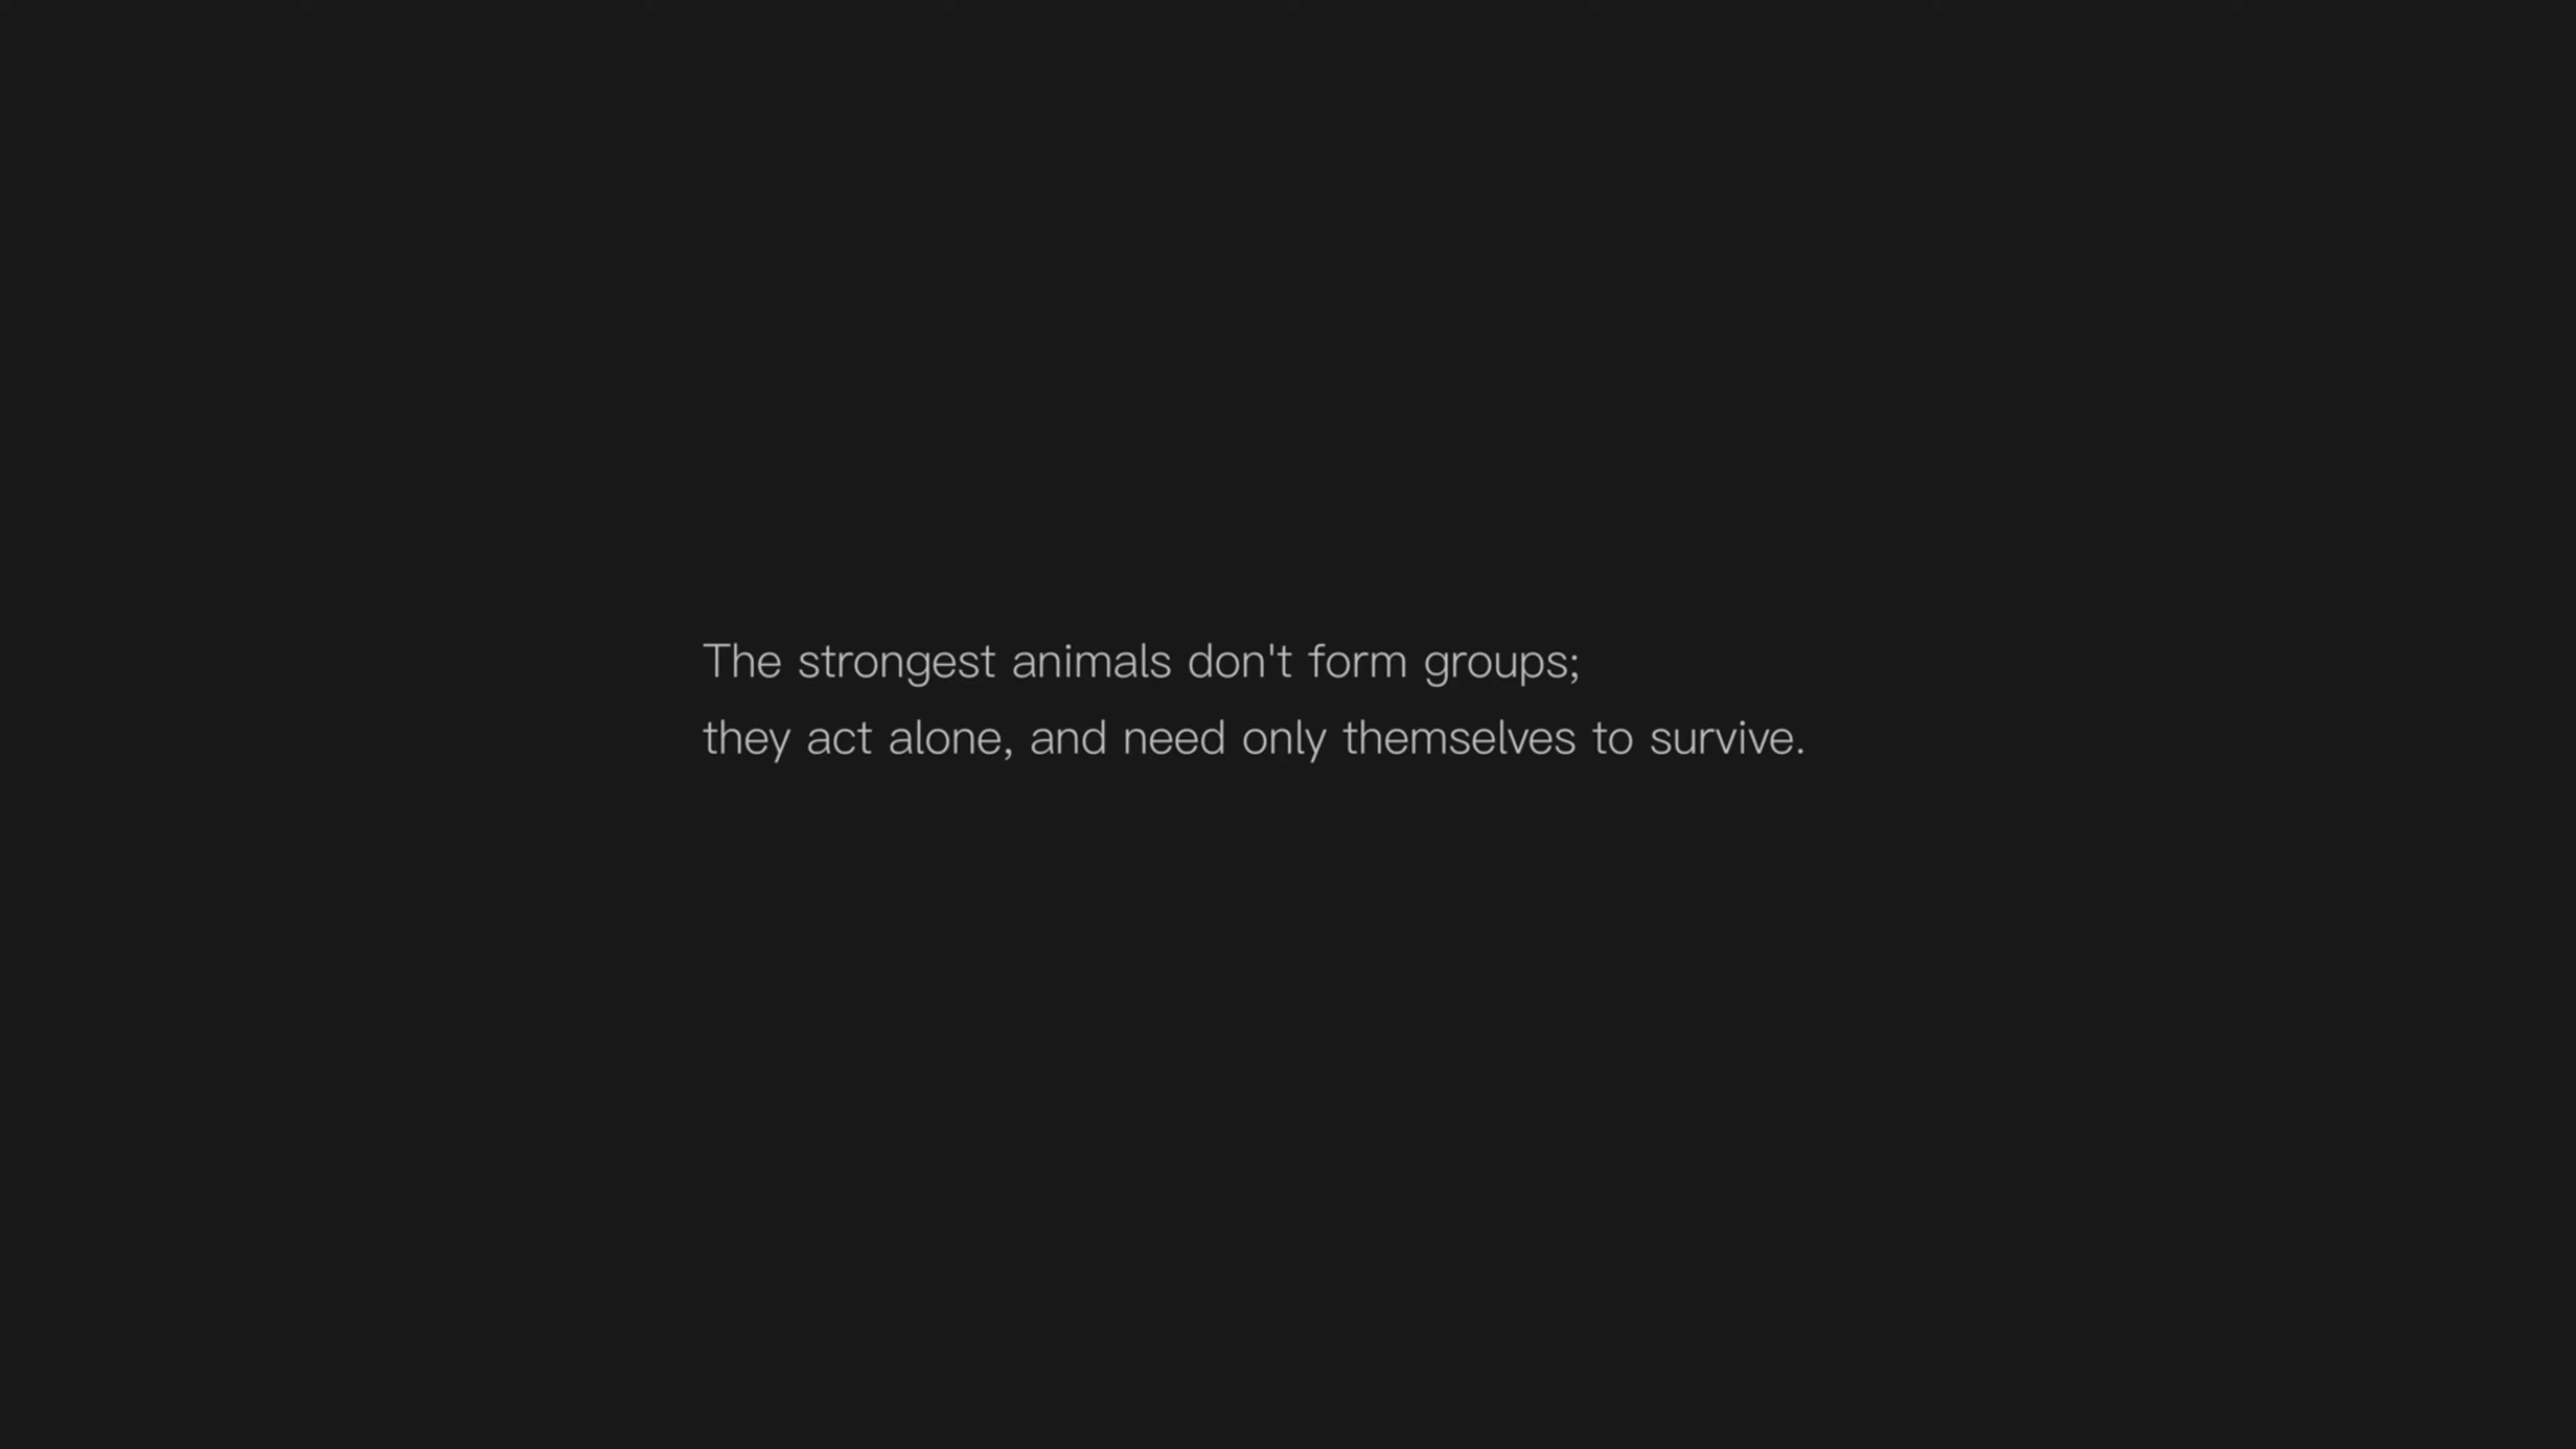 The strongest animals don't form groups;
they act alone, and need only themselves to survive.